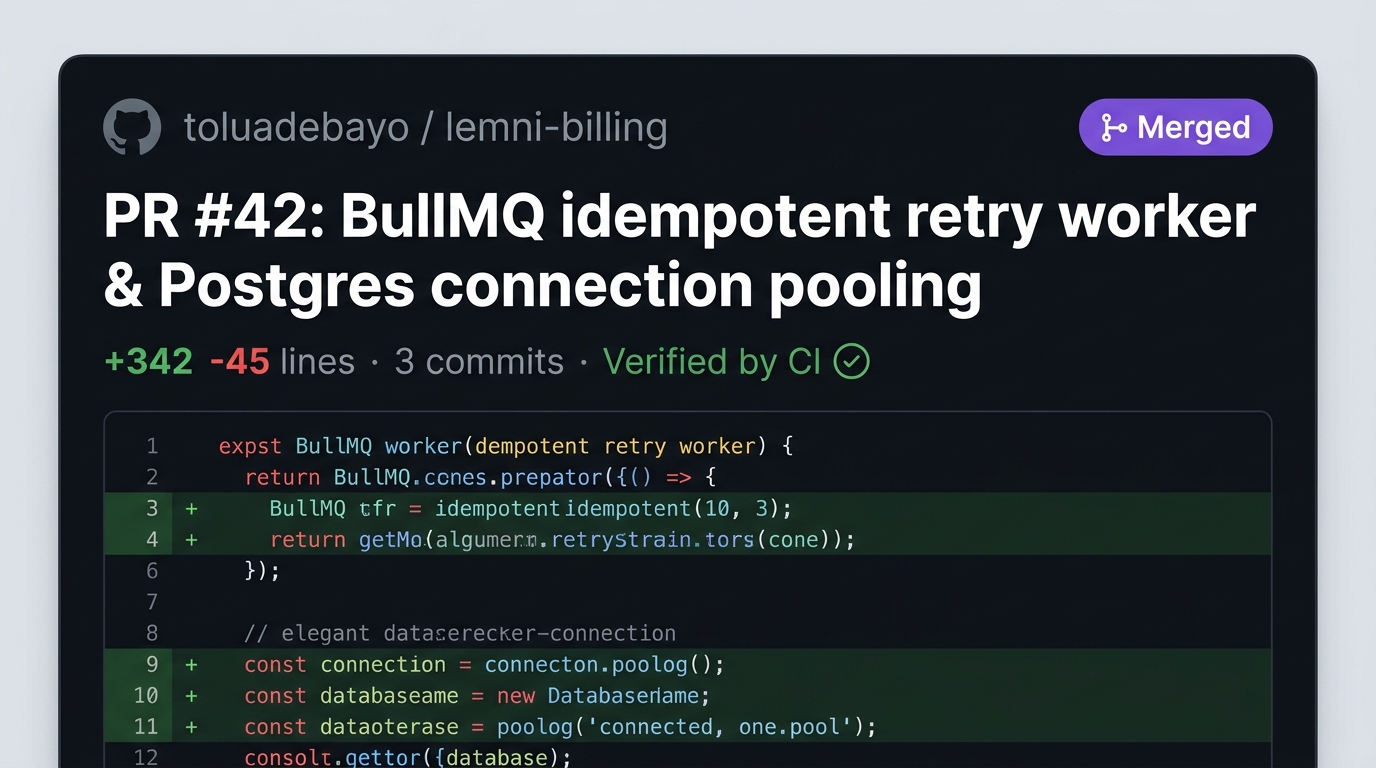 toluadebayo / lemni-billing
Merged
PR #42: BullMQ idempotent retry worker
& Postgres connection pooling
+342 -45 lines · 3 commits · Verified by CI
1 expst BullMQ worker(dempotent retry worker) {
2 return BullMQ.cones.prepator({() => {
3 + BullMQ tfr = idempotentidempotent(10, 3);
4 + return getMo(algumern.retryStrain.tors(cone));
6 });
7
8 // elegant datacerecker-connection
9 + const connection = connecton.poolog();
10 + const databaseame = new DatabaseName;
11 + const dataoterase = poolog('connected, one.pool');
12 consolt.gettor({database);